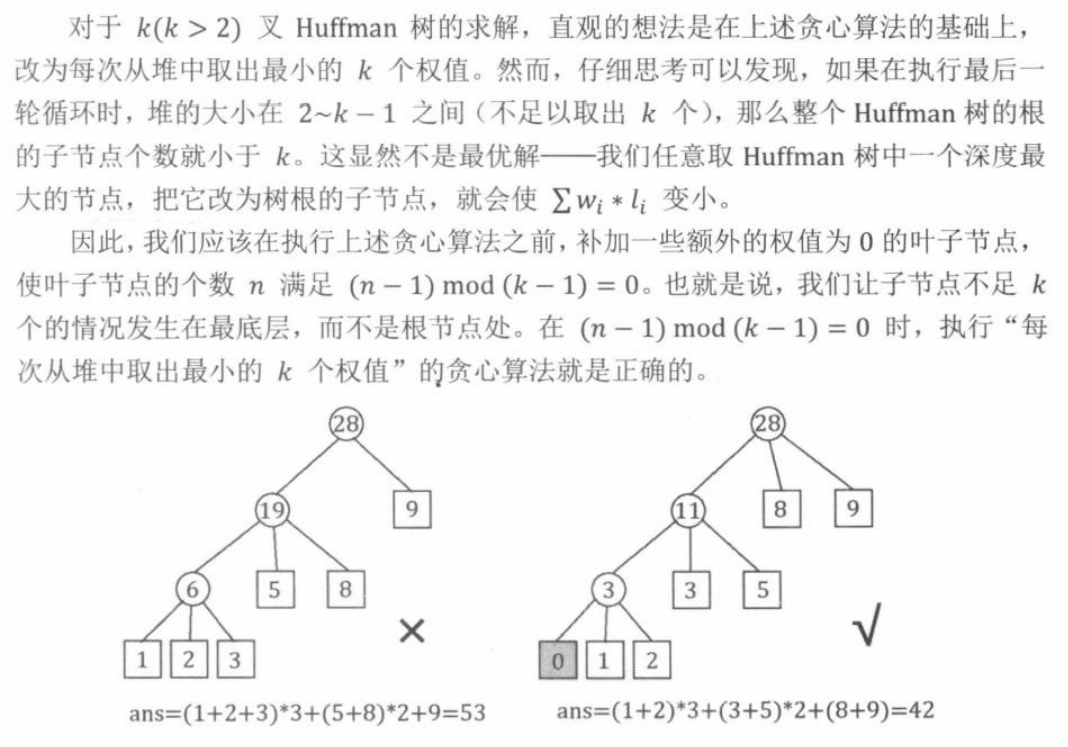 对于 k(k > 2) 叉 Huffman 树的求解，直观的想法是在上述贪心算法的基础上，
改为每次从堆中取出最小的 k 个权值。然而，仔细思考可以发现，如果在执行最后一
轮循环时，堆的大小在 2~k − 1 之间（不足以取出 k 个），那么整个 Huffman 树的根
的子节点个数就小于 k。这显然不是最优解——我们任意取 Huffman 树中一个深度最
大的节点，把它改为树根的子节点，就会使 ∑wᵢ * lᵢ 变小。
因此，我们应该在执行上述贪心算法之前，补加一些额外的权值为 0 的叶子节点，
使叶子节点的个数 n 满足 (n − 1) mod (k − 1) = 0。也就是说，我们让子节点不足 k
个的情况发生在最底层，而不是根节点处。在 (n − 1) mod (k − 1) = 0 时，执行“每
次从堆中取出最小的 k 个权值”的贪心算法就是正确的。
28
19 9
6 5 8
1 2 3
×
ans=(1+2+3)*3+(5+8)*2+9=53
28
11 8 9
3 3 5
0 1 2
√
ans=(1+2)*3+(3+5)*2+(8+9)=42